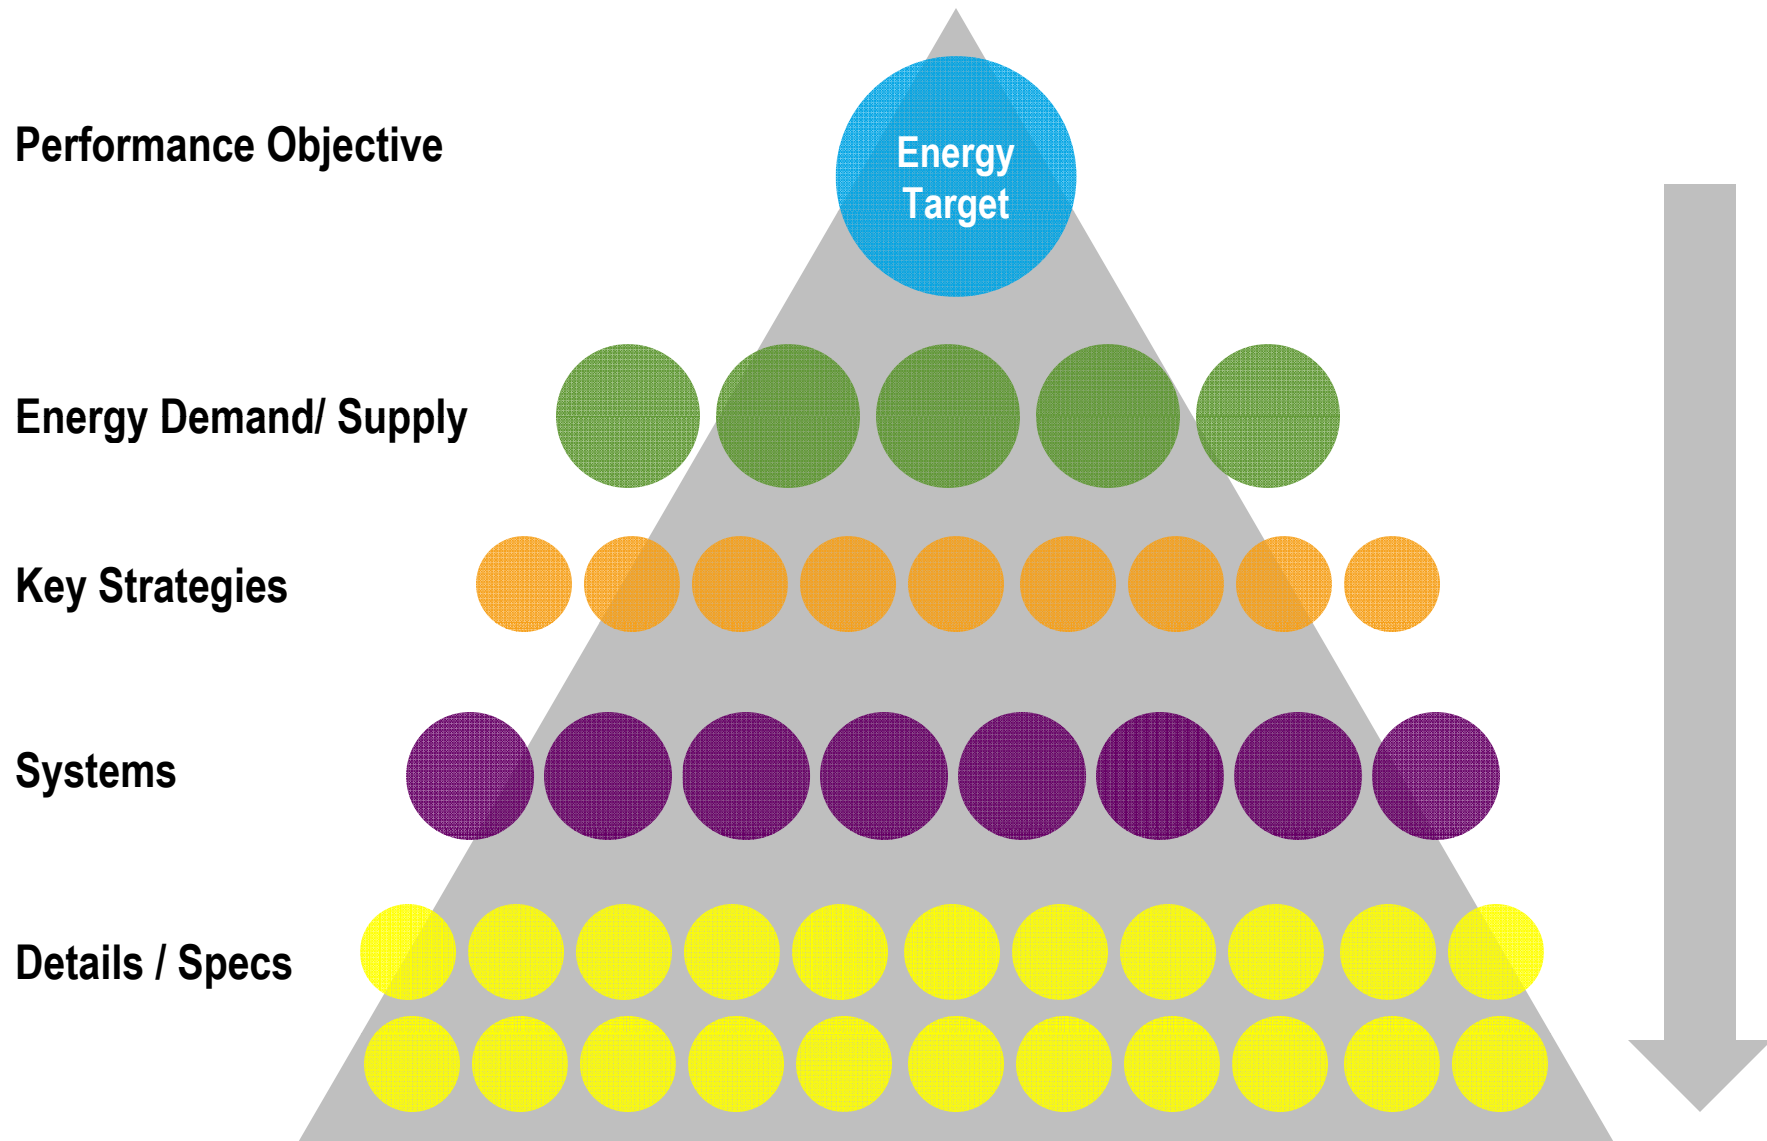 Performance Objective
Energy
Target
Energy Demand/ Supply
Key Strategies
Systems
Details / Specs